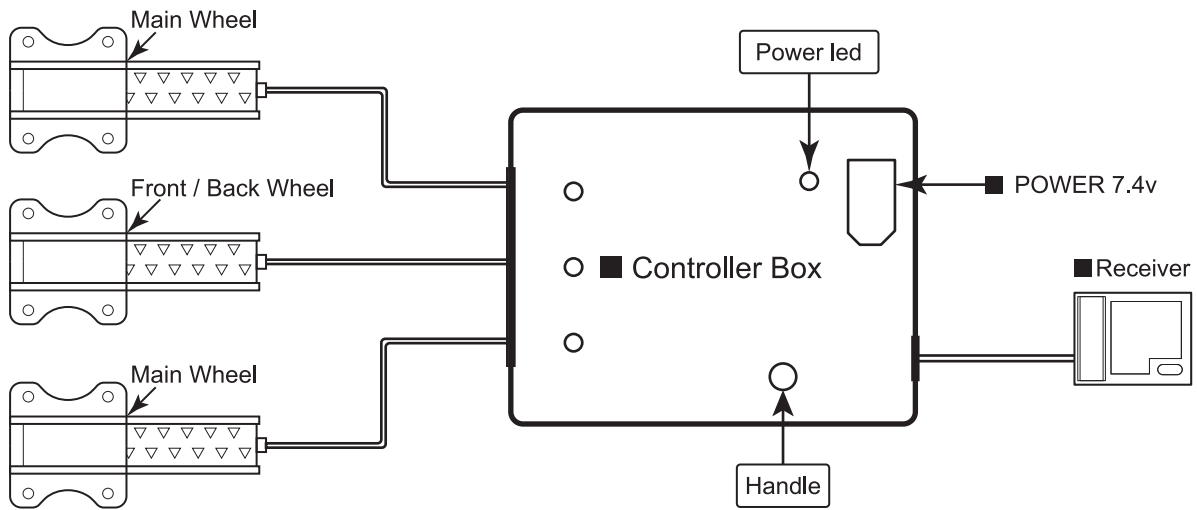 Main Wheel
Power led
Front / Back Wheel
■ POWER 7.4v
■ Controller Box
■ Receiver
Main Wheel
Handle